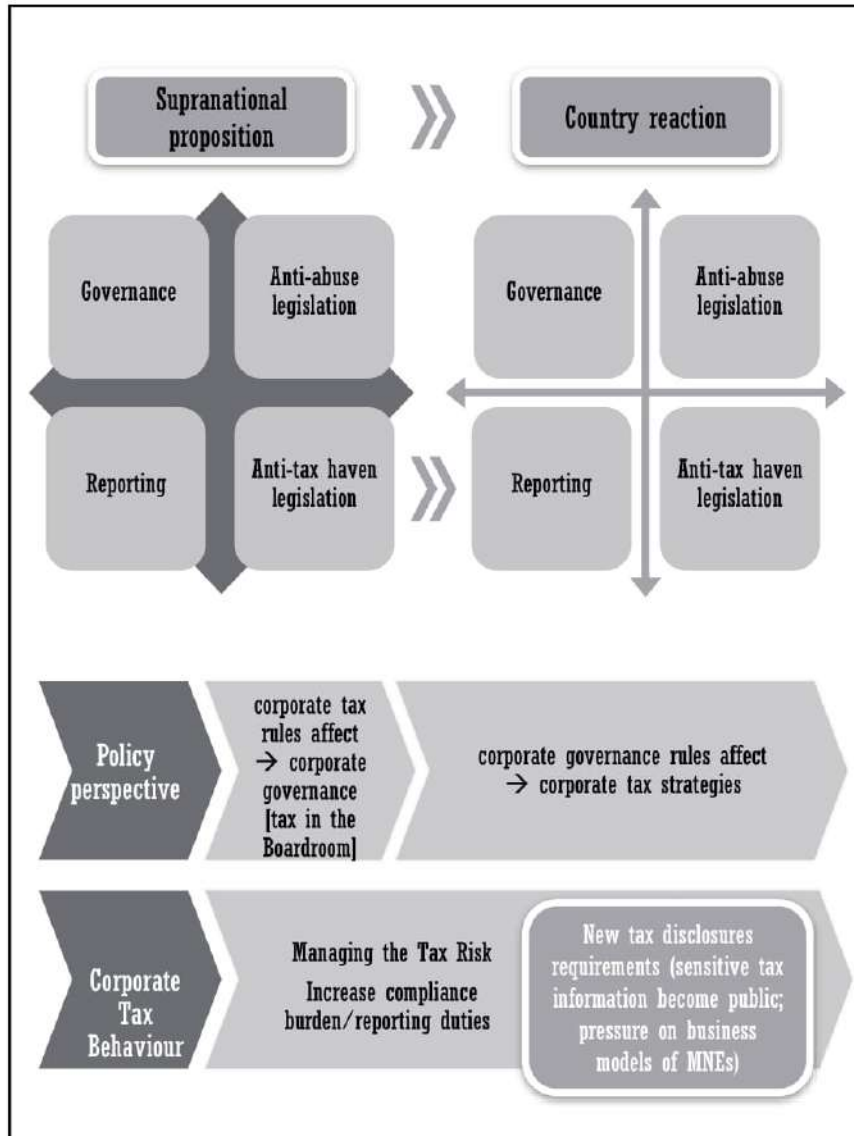 Supranational
proposition
Country reaction
Governance
Anti-abuse
legislation
Reporting
Anti-tax haven
legislation
Governance
Anti-abuse
legislation
Reporting
Anti-tax haven
legislation
Policy
perspective
corporate tax
rules affect
→ corporate
governance
[tax in the
Boardroom]
corporate governance rules affect
→ corporate tax strategies
Corporate
Tax
Behaviour
Managing the Tax Risk
Increase compliance
burden/reporting duties
New tax disclosures
requirements (sensitive tax
information become public;
pressure on business
models of MNEs)